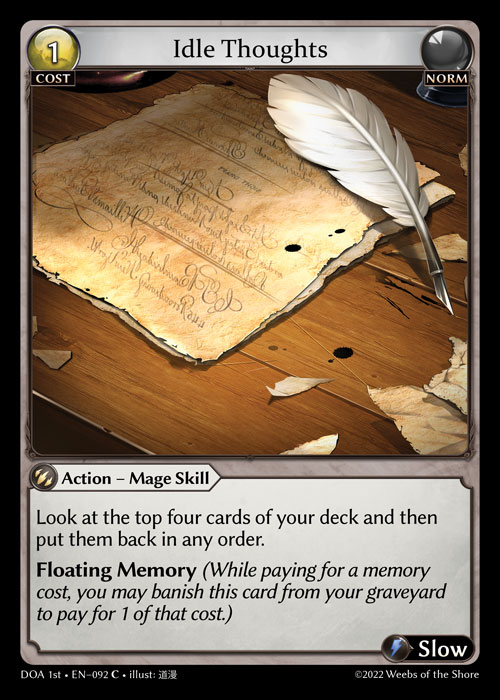 1
Idle Thoughts
COST
NORM
Action – Mage Skill
Look at the top four cards of your deck and then
put them back in any order.
Floating Memory (While paying for a memory
cost, you may banish this card from your graveyard
to pay for 1 of that cost.)
Slow
DOA 1st • EN–092 C • illust: 道漫
©2022 Weebs of the Shore